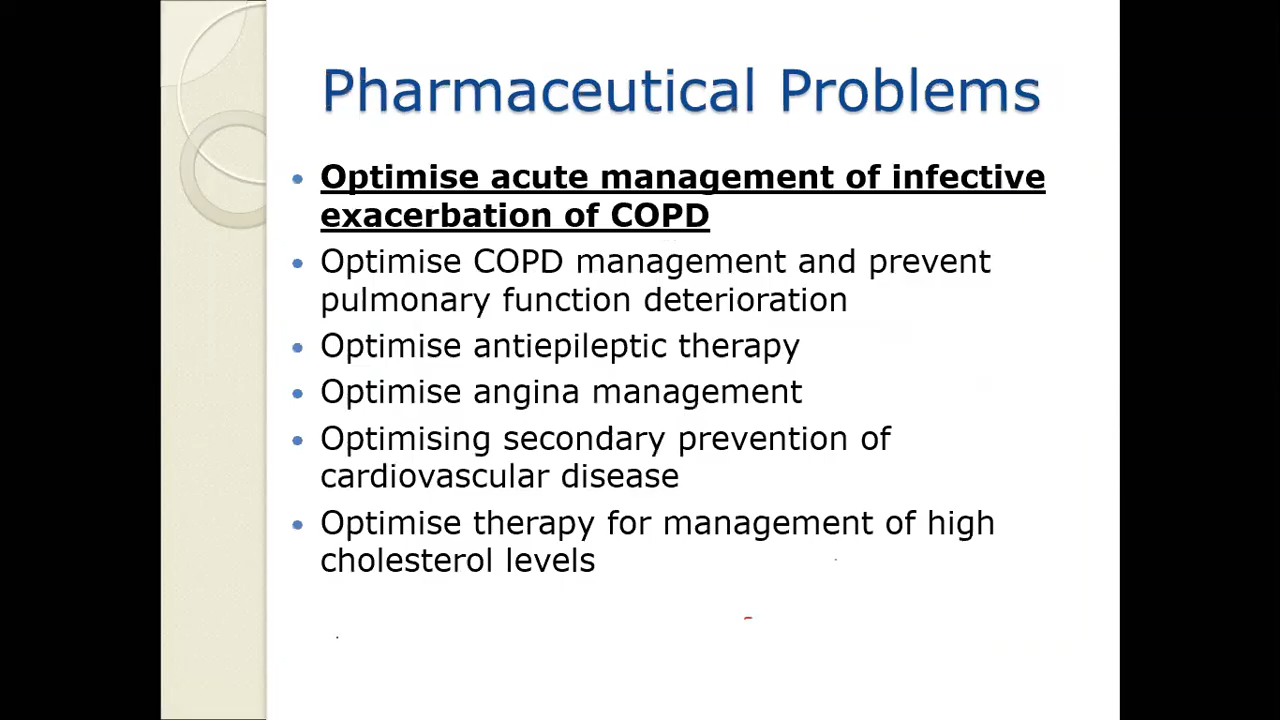 Pharmaceutical Problems
Optimise acute management of infective
exacerbation of COPD
Optimise COPD management and prevent
pulmonary function deterioration
Optimise antiepileptic therapy
Optimise angina management
Optimising secondary prevention of
cardiovascular disease
Optimise therapy for management of high
cholesterol levels